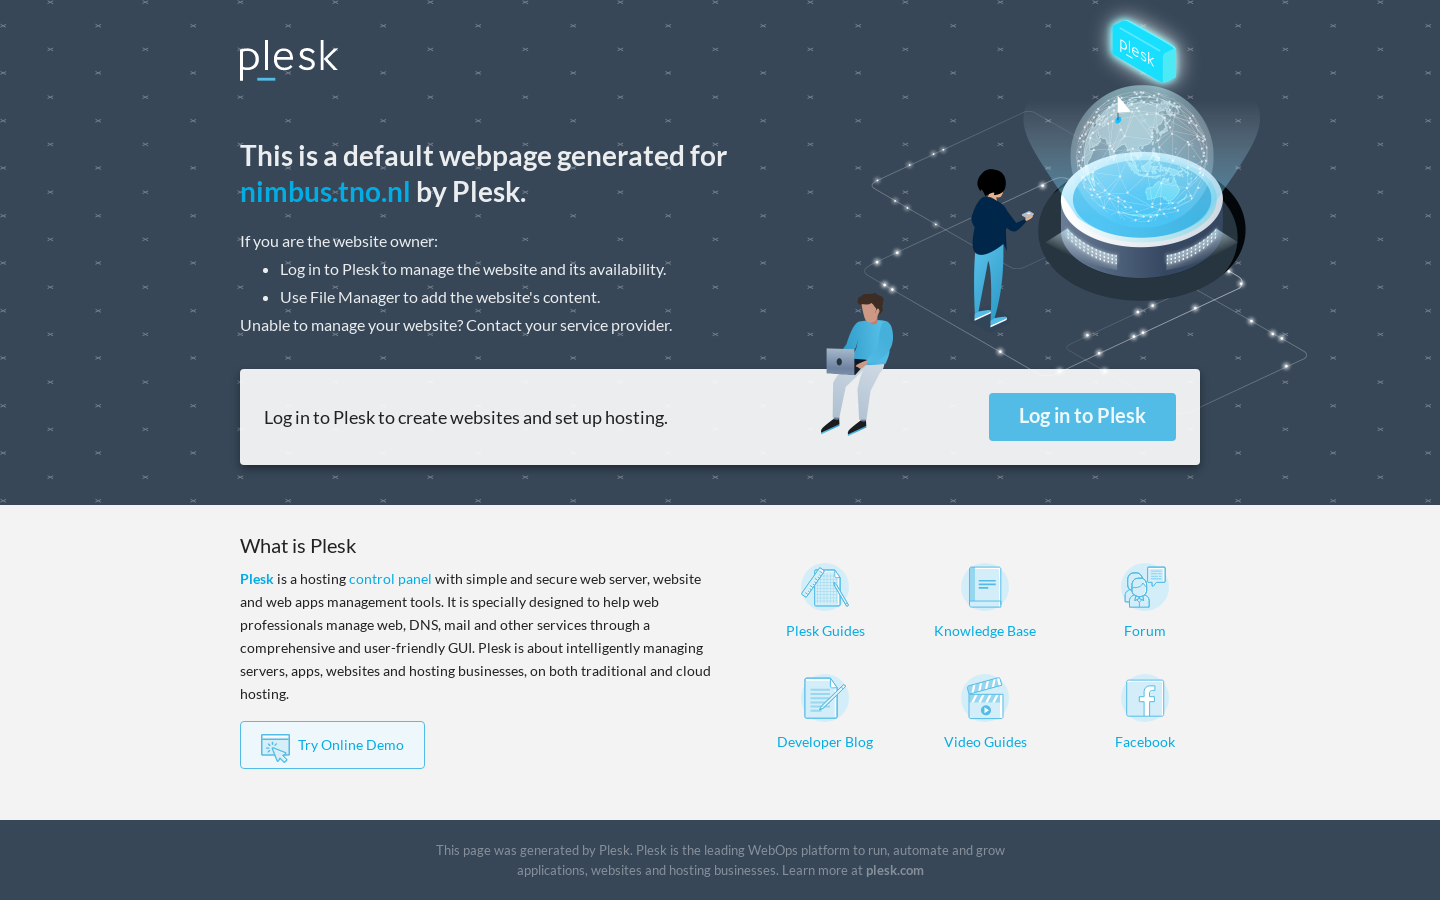 plesk
plesk
This is a default webpage generated for
nimbus.tno.nl by Plesk.
If you are the website owner:
Log in to Plesk to manage the website and its availability.
Use File Manager to add the website's content.
Unable to manage your website? Contact your service provider.
Log in to Plesk to create websites and set up hosting.
Log in to Plesk
What is Plesk
Plesk is a hosting control panel with simple and secure web server, website
and web apps management tools. It is specially designed to help web
professionals manage web, DNS, mail and other services through a
comprehensive and user-friendly GUI. Plesk is about intelligently managing
servers, apps, websites and hosting businesses, on both traditional and cloud
hosting.
Try Online Demo
Plesk Guides
Knowledge Base
Forum
Developer Blog
Video Guides
Facebook
This page was generated by Plesk. Plesk is the leading WebOps platform to run, automate and grow
applications, websites and hosting businesses. Learn more at plesk.com